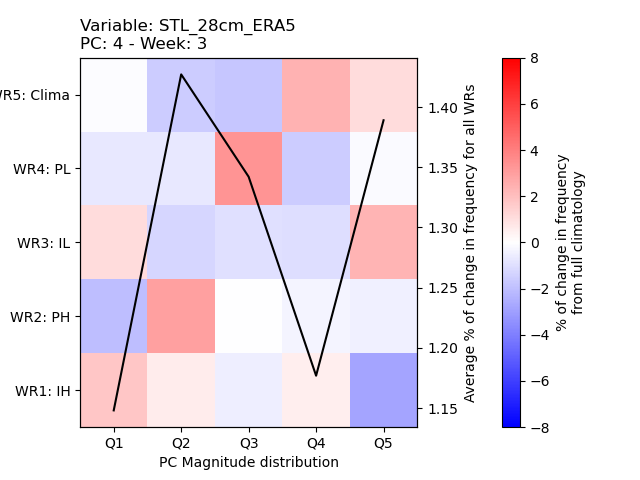 Variable: STL_28cm_ERA5
PC: 4 - Week: 3
WR5: Clima
WR4: PL
WR3: IL
WR2: PH
WR1: IH
Q1 Q2 Q3 Q4 Q5
PC Magnitude distribution
1.40
1.35
1.30
1.25
1.20
1.15
Average % of change in frequency for all WRs
8
6
4
2
0
−2
−4
−6
−8
% of change in frequency
from full climatology